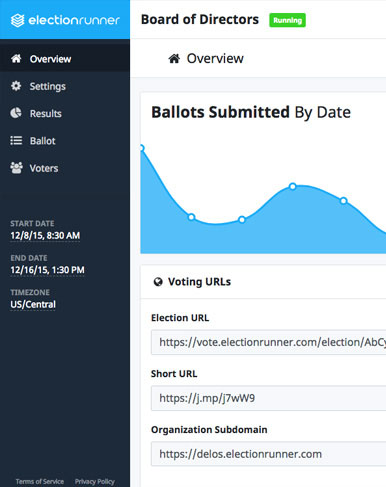 electionrunner
Board of Directors Running
Overview
Overview
Settings
Results
Ballot
Voters
START DATE
12/8/15, 8:30 AM
END DATE
12/16/15, 1:30 PM
TIMEZONE
US/Central
Terms of Service Privacy Policy
Ballots Submitted By Date
Voting URLs
Election URL
https://vote.electionrunner.com/election/AbCy
Short URL
https://j.mp/j7wW9
Organization Subdomain
https://delos.electionrunner.com